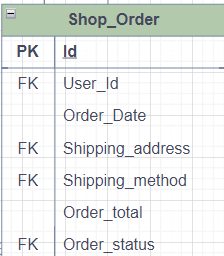 Shop_Order
PK Id
FK User_Id
Order_Date
FK Shipping_address
FK Shipping_method
Order_total
FK Order_status